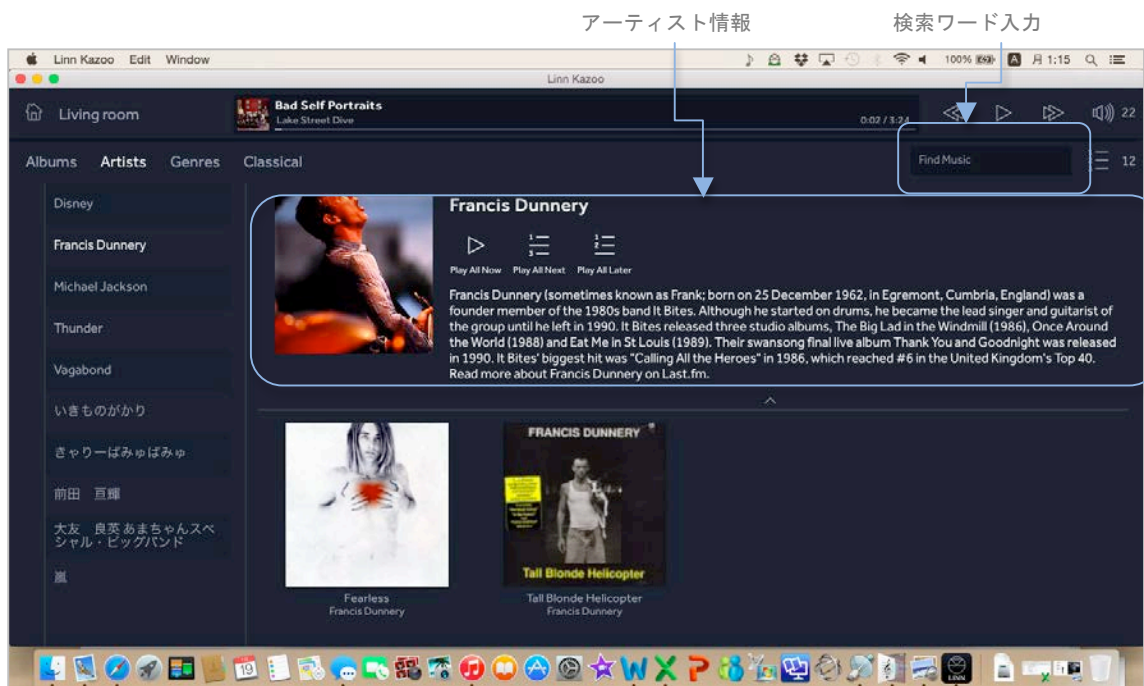 アーティスト情報
検索ワード入力
Linn Kazoo Edit Window
100% A 月 1:15
Linn Kazoo
Living room
Bad Self Portraits
Lake Street Dive
0:02 / 3:24
22
Albums Artists Genres Classical
Find Music
12
Disney
Francis Dunnery
Michael Jackson
Thunder
Vagabond
いきものがかり
きゃりーぱみゅぱみゅ
前田 亘輝
大友 良英 あまちゃんスペ
シャル・ビッグバンド
嵐
Francis Dunnery
Play All Now Play All Next Play All Later
Francis Dunnery (sometimes known as Frank; born on 25 December 1962, in Egremont, Cumbria, England) was a
founder member of the 1980s band It Bites. Although he started on drums, he became the lead singer and guitarist of
the group until he left in 1990. It Bites released three studio albums, The Big Lad in the Windmill (1986), Once Around
the World (1988) and Eat Me in St Louis (1989). Their swansong final live album Thank You and Goodnight was released
in 1990. It Bites' biggest hit was "Calling All the Heroes" in 1986, which reached #6 in the United Kingdom's Top 40.
Read more about Francis Dunnery on Last.fm.
FRANCIS DUNNERY
Tall Blonde Helicopter
Fearless
Francis Dunnery
Tall Blonde Helicopter
Francis Dunnery
19
LINN